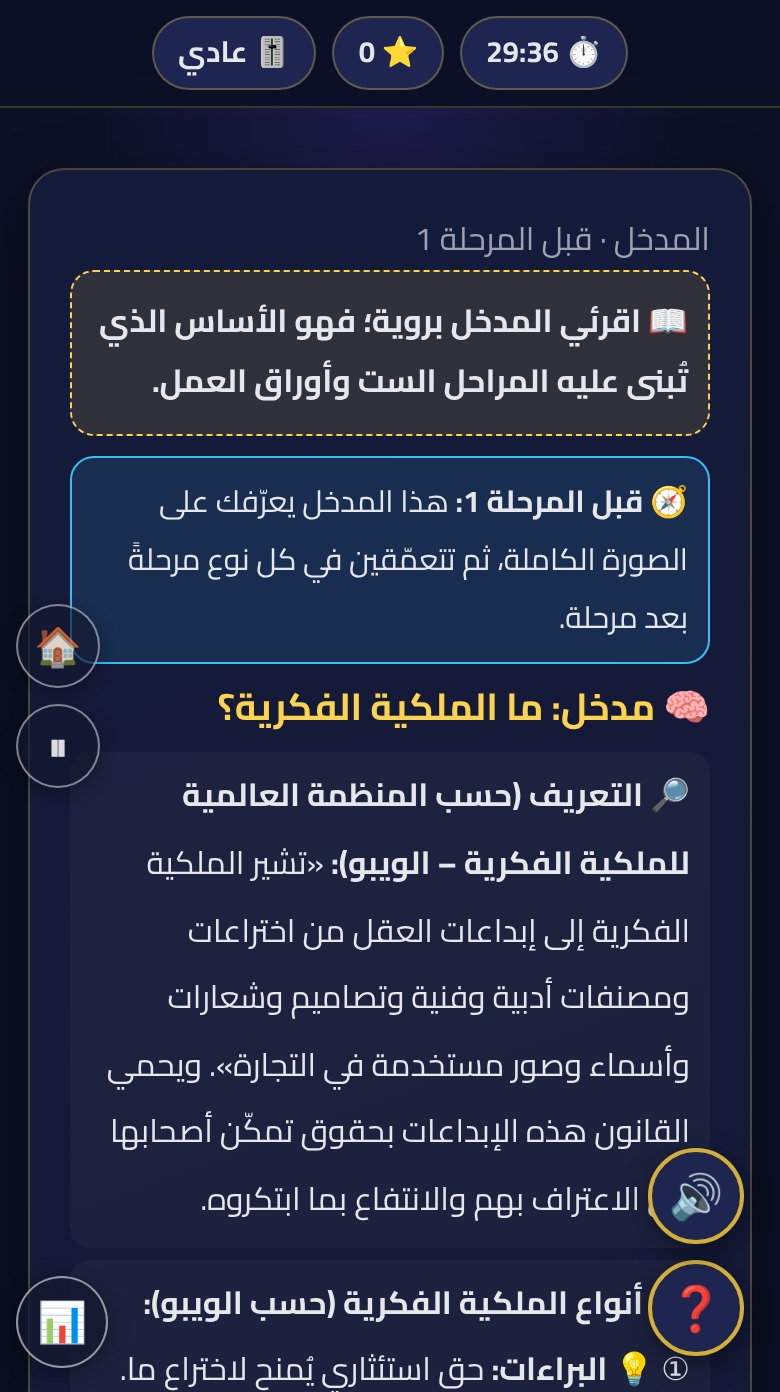 ⏱️ 29:36 ⭐ 0 🎚️ عادي
المدخل · قبل المرحلة 1
📖 اقرئي المدخل بروية؛ فهو الأساس الذي
تُبنى عليه المراحل الست وأوراق العمل.
🧭 قبل المرحلة 1: هذا المدخل يعرّفك على
الصورة الكاملة، ثم تتعمّقين في كل نوع مرحلةً
بعد مرحلة.
🧠 مدخل: ما الملكية الفكرية؟
🔎 التعريف (حسب المنظمة العالمية
للملكية الفكرية – الويبو): «تشير الملكية
الفكرية إلى إبداعات العقل من اختراعات
ومصنفات أدبية وفنية وتصاميم وشعارات
وأسماء وصور مستخدمة في التجارة». ويحمي
القانون هذه الإبداعات بحقوق تمكّن أصحابها
الاعتراف بهم والانتفاع بما ابتكروه.
أنواع الملكية الفكرية (حسب الويبو):
① 💡 البراءات: حق استئثاري يُمنح لاختراع ما.